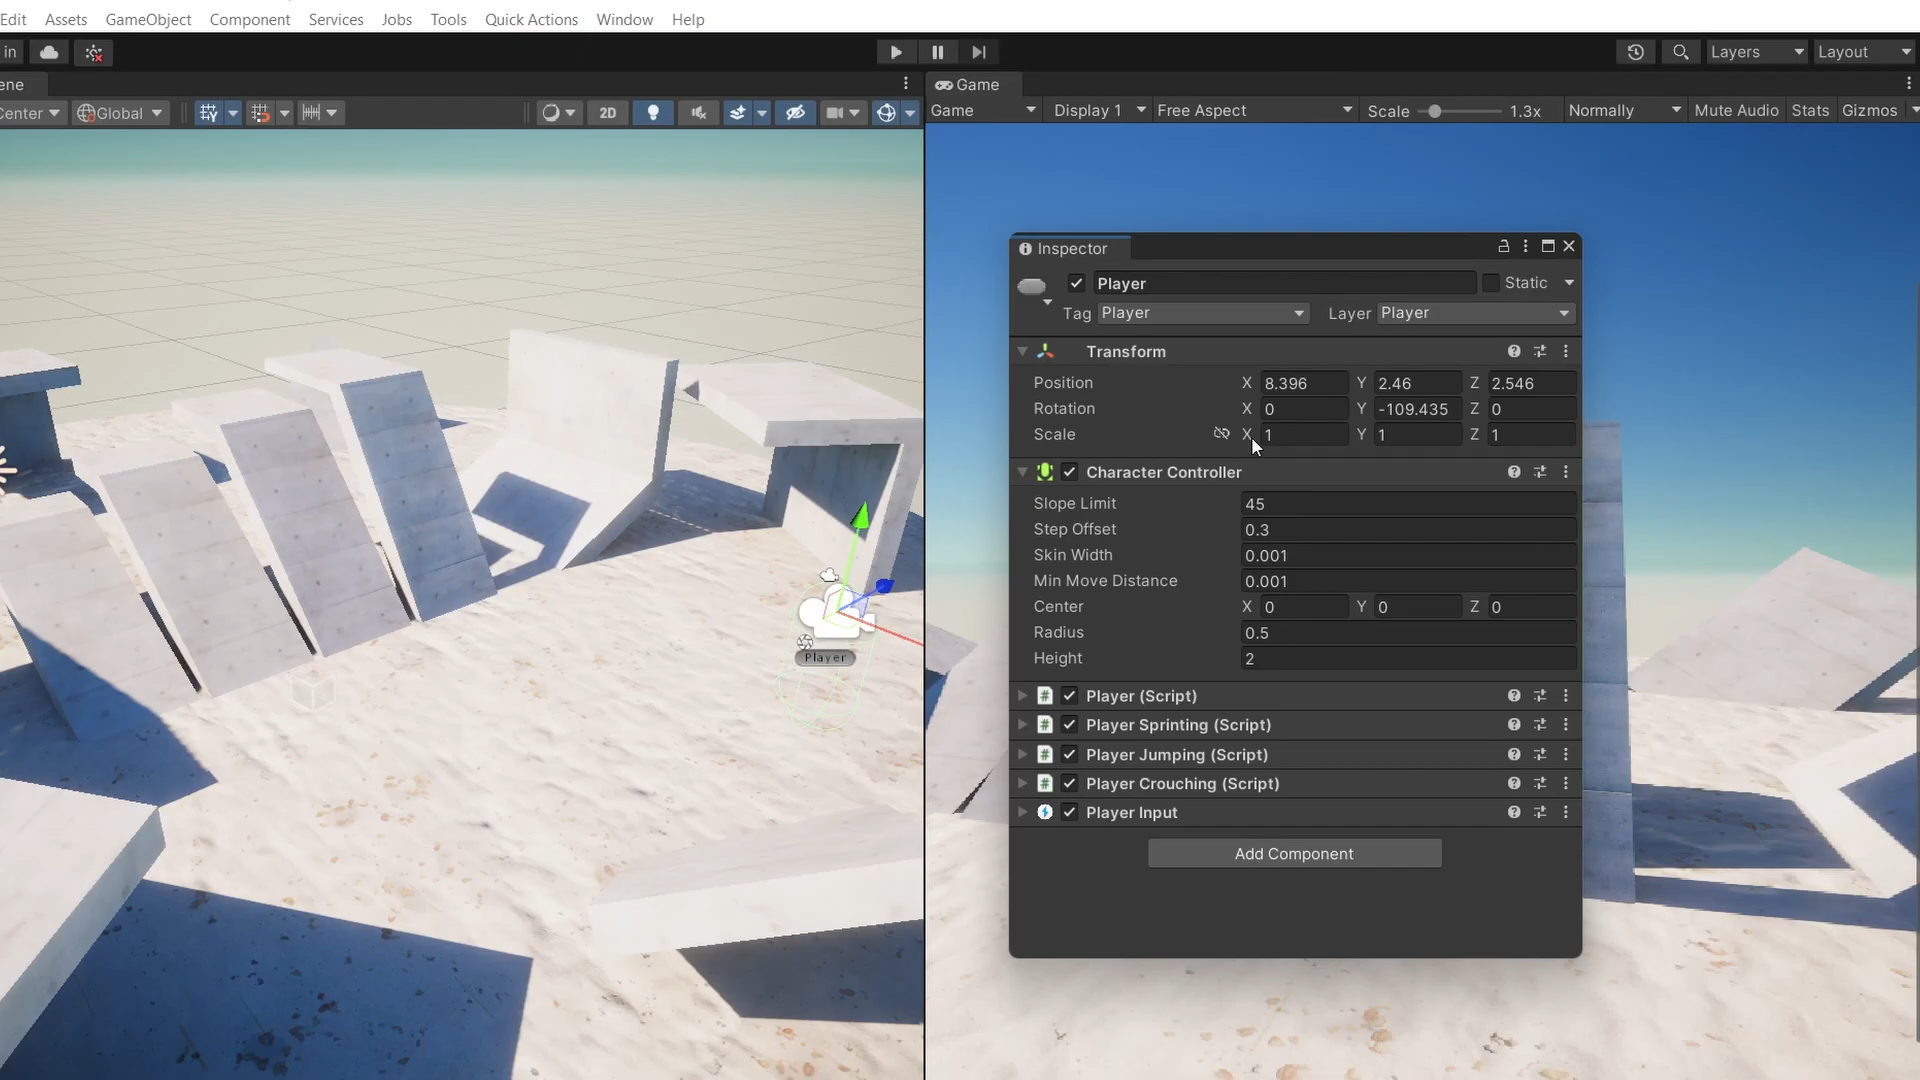 Edit Assets GameObject Component Services Jobs Tools Quick Actions Window Help
in Layers Layout
ene Game
Center Global 2D Game Display 1 Free Aspect Scale 1.3x Normally Mute Audio Stats Gizmos
Inspector
Player Static
Tag Player Layer Player
Transform
Position X 8.396 Y 2.46 Z 2.546
Rotation X 0 Y -109.435 Z 0
Scale X 1 Y 1 Z 1
Character Controller
Slope Limit 45
Step Offset 0.3
Skin Width 0.001
Min Move Distance 0.001
Center X 0 Y 0 Z 0
Radius 0.5
Height 2
Player
Player (Script)
Player Sprinting (Script)
Player Jumping (Script)
Player Crouching (Script)
Player Input
Add Component